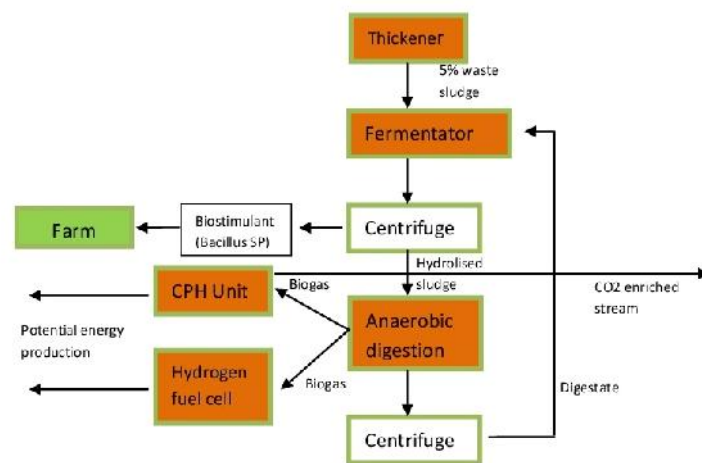 Thickener
5% waste
sludge
Fermentator
Farm
Biostimulant
(Bacillus SP)
Centrifuge
Hydrolised
sludge
CPH Unit
Biogas
CO2 enriched
stream
Potential energy
production
Anaerobic
digestion
Hydrogen
fuel cell
Biogas
Digestate
Centrifuge